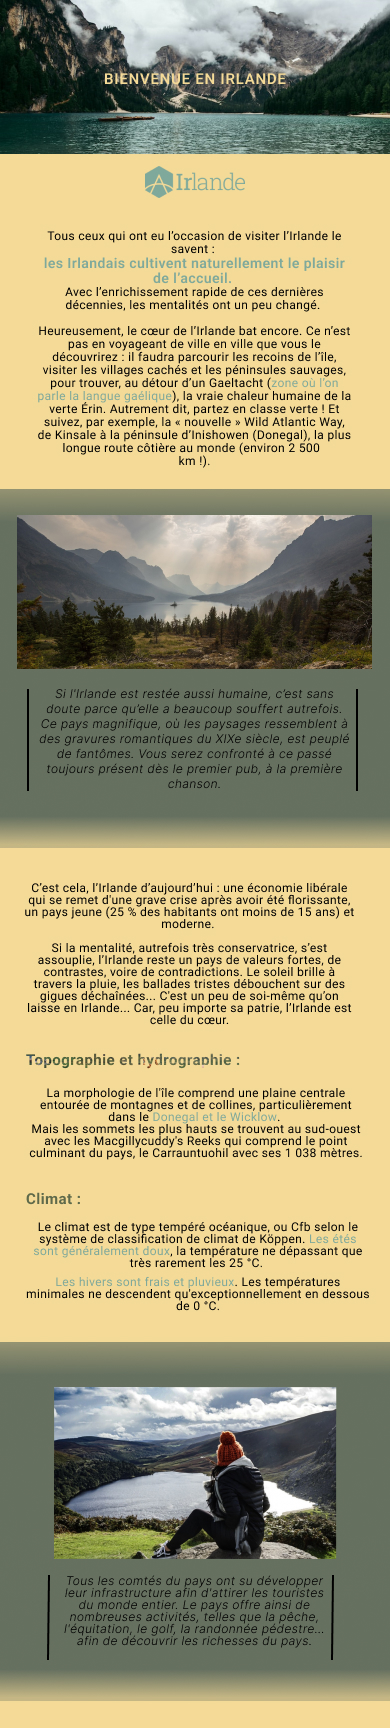 BIENVENUE EN IRLANDE
Irlande
Tous ceux qui ont eu l'occasion de visiter l'Irlande le
savent :
les Irlandais cultivent naturellement le plaisir
de l'accueil.
Avec l'enrichissement rapide de ces dernières
décennies, les mentalités ont un peu changé.
Heureusement, le cœur de l'Irlande bat encore. Ce n'est
pas en voyageant de ville en ville que vous le
découvrirez : il faudra parcourir les recoins de l'île,
visiter les villages cachés et les péninsules sauvages,
pour trouver, au détour d'un Gaeltacht (zone où l'on
parle la langue gaélique), la vraie chaleur humaine de la
verte Érin. Autrement dit, partez en classe verte ! Et
suivez, par exemple, la « nouvelle » Wild Atlantic Way,
de Kinsale à la péninsule d'Inishowen (Donegal), la plus
longue route côtière au monde (environ 2 500
km !).
Si l'Irlande est restée aussi humaine, c'est sans
doute parce qu'elle a beaucoup souffert autrefois.
Ce pays magnifique, où les paysages ressemblent à
des gravures romantiques du XIXe siècle, est peuplé
de fantômes. Vous serez confronté à ce passé
toujours présent dès le premier pub, à la première
chanson.
C'est cela, l'Irlande d'aujourd'hui : une économie libérale
qui se remet d'une grave crise après avoir été florissante,
un pays jeune (25 % des habitants ont moins de 15 ans) et
moderne.
Si la mentalité, autrefois très conservatrice, s'est
assouplie, l'Irlande reste un pays de valeurs fortes, de
contrastes, voire de contradictions. Le soleil brille à
travers la pluie, les ballades tristes débouchent sur des
gigues déchaînées... C'est un peu de soi-même qu'on
laisse en Irlande... Car, peu importe sa patrie, l'Irlande est
celle du cœur.
Topographie et hydrographie :
La morphologie de l'île comprend une plaine centrale
entourée de montagnes et de collines, particulièrement
dans le Donegal et le Wicklow.
Mais les sommets les plus hauts se trouvent au sud-ouest
avec les Macgillycuddy's Reeks qui comprend le point
culminant du pays, le Carrauntuohil avec ses 1 038 mètres.
Climat :
Le climat est de type tempéré océanique, ou Cfb selon le
système de classification de climat de Köppen. Les étés
sont généralement doux, la température ne dépassant que
très rarement les 25 °C.
Les hivers sont frais et pluvieux. Les températures
minimales ne descendent qu'exceptionnellement en dessous
de 0 °C.
Tous les comtés du pays ont su développer
leur infrastructure afin d'attirer les touristes
du monde entier. Le pays offre ainsi de
nombreuses activités, telles que la pêche,
l'équitation, le golf, la randonnée pédestre...
afin de découvrir les richesses du pays.